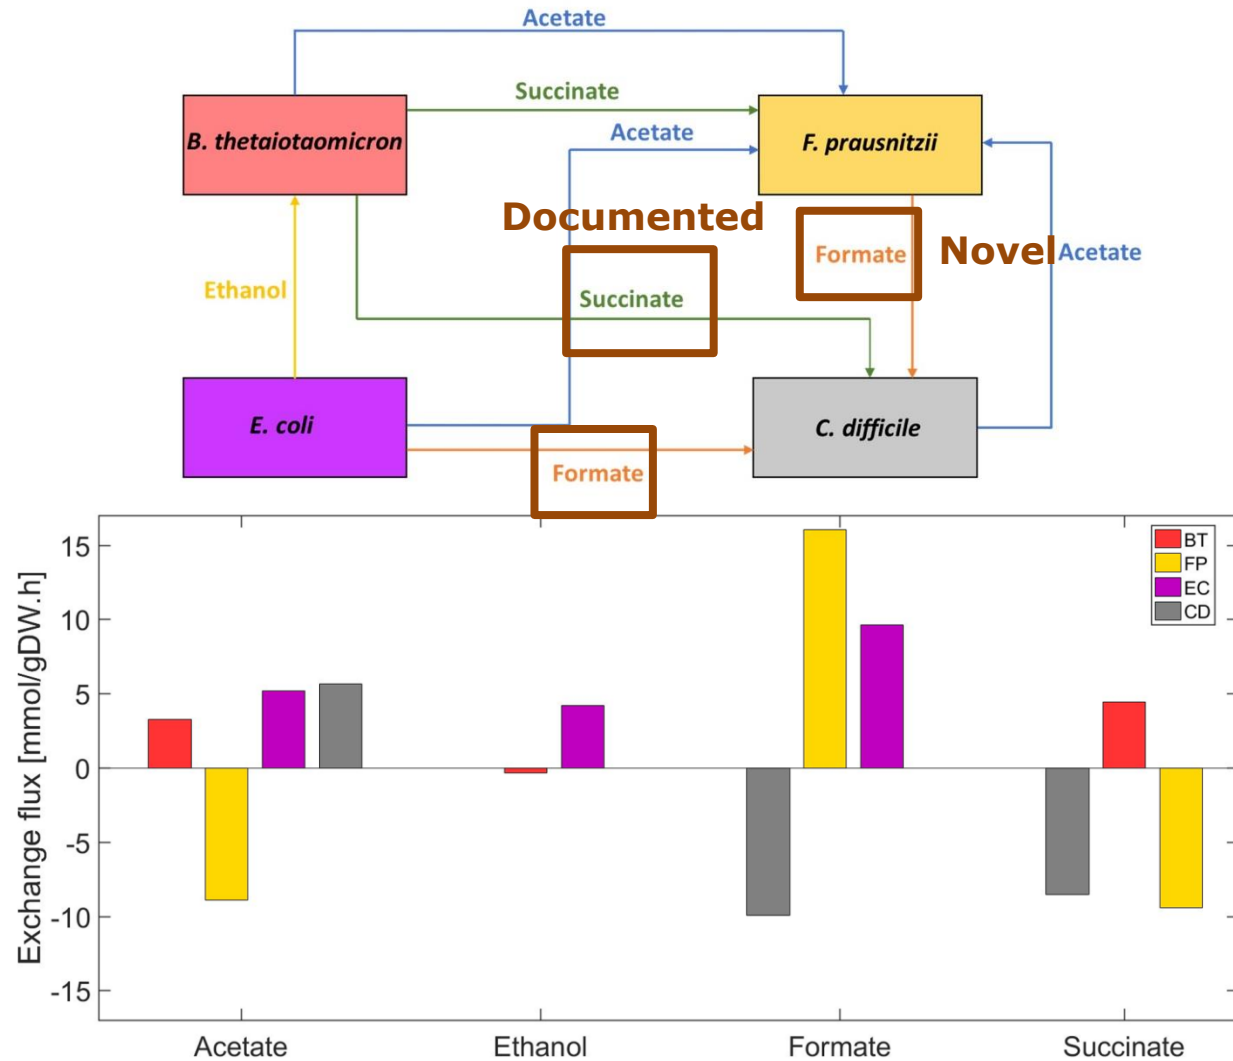 Acetate
Succinate
B. thetaiotaomicron
Acetate
F. prausnitzii
Documented
Formate
Novel
Acetate
Ethanol
Succinate
E. coli
C. difficile
Formate
Exchange flux [mmol/gDW.h]
15
10
5
0
-5
-10
-15
BT
FP
EC
CD
Acetate
Ethanol
Formate
Succinate